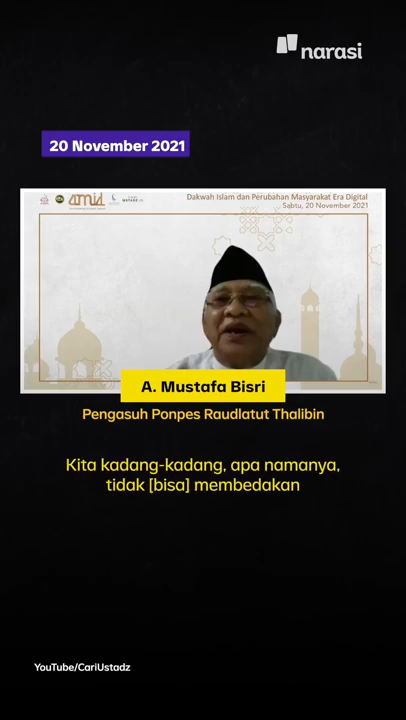 narasi
20 November 2021
amid
Dakwah Islam dan Perubahan Masyarakat Era Digital
Sabtu, 20 November 2021
A. Mustafa Bisri
Pengasuh Ponpes Raudlatut Thalibin
Kita kadang-kadang, apa namanya,
tidak [bisa] membedakan
YouTube/CariUstadz